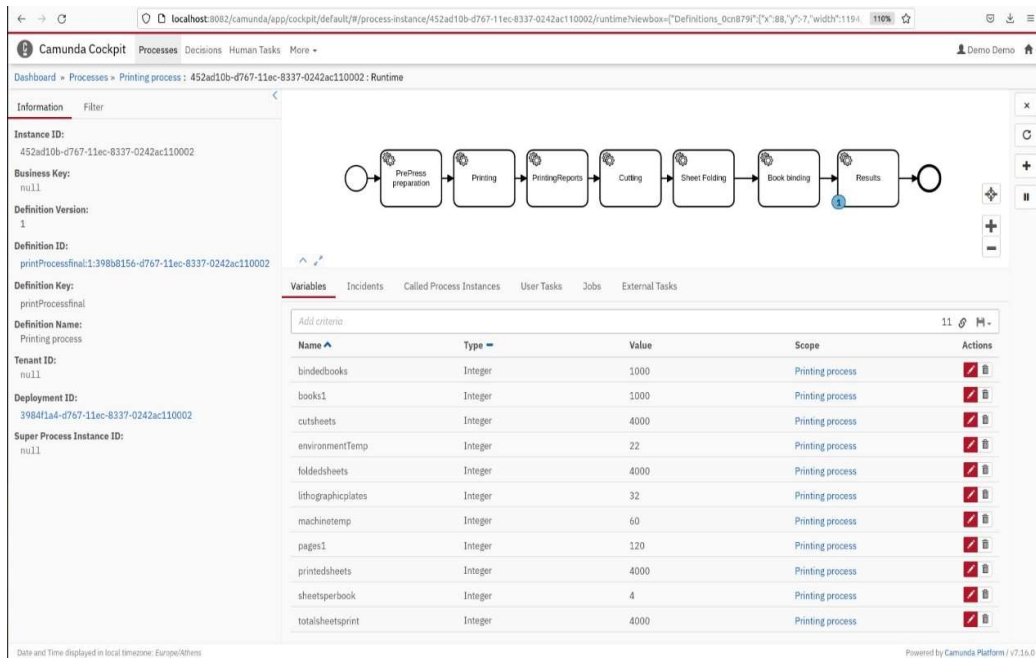 localhost:8082/camunda/app/cockpit/default/#/process-instance/452ad10b-d767-11ec-8337-0242ac110002/runtime?viewbox={"Definitions_0cn879i":{"x":88,"y":-7,"width":1194, 110%
Camunda Cockpit Processes Decisions Human Tasks More Demo Demo
Dashboard » Processes » Printing process : 452ad10b-d767-11ec-8337-0242ac110002 : Runtime
Information Filter
Instance ID:
452ad10b-d767-11ec-8337-0242ac110002
Business Key:
null
Definition Version:
1
Definition ID:
printProcessfinal:1:398b8156-d767-11ec-8337-0242ac110002
Definition Key:
printProcessfinal
Definition Name:
Printing process
Tenant ID:
null
Deployment ID:
3984f1a4-d767-11ec-8337-0242ac110002
Super Process Instance ID:
null
PrePress
preparation
Printing
PrintingReports
Cutting
Sheet Folding
Book binding
Results
1
Variables Incidents Called Process Instances User Tasks Jobs External Tasks
Add criteria 11
Name Type Value Scope Actions
bindedbooks Integer 1000 Printing process
books1 Integer 1000 Printing process
cutsheets Integer 4000 Printing process
environmentTemp Integer 22 Printing process
foldedsheets Integer 4000 Printing process
lithographicplates Integer 32 Printing process
machinetemp Integer 60 Printing process
pages1 Integer 120 Printing process
printedsheets Integer 4000 Printing process
sheetsperbook Integer 4 Printing process
totalsheetsprint Integer 4000 Printing process
Date and Time displayed in local timezone: Europe/Athens Powered by Camunda Platform / v7.16.0